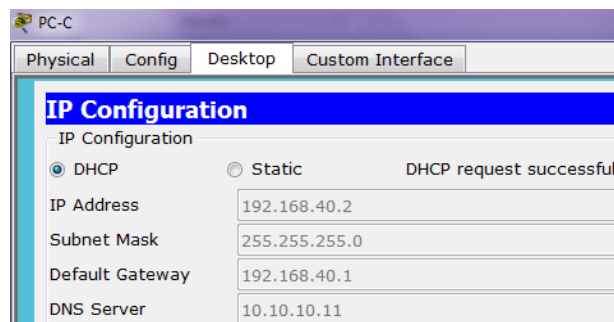 PC-C
Physical Config Desktop Custom Interface
IP Configuration
IP Configuration
DHCP Static DHCP request successful
IP Address 192.168.40.2
Subnet Mask 255.255.255.0
Default Gateway 192.168.40.1
DNS Server 10.10.10.11